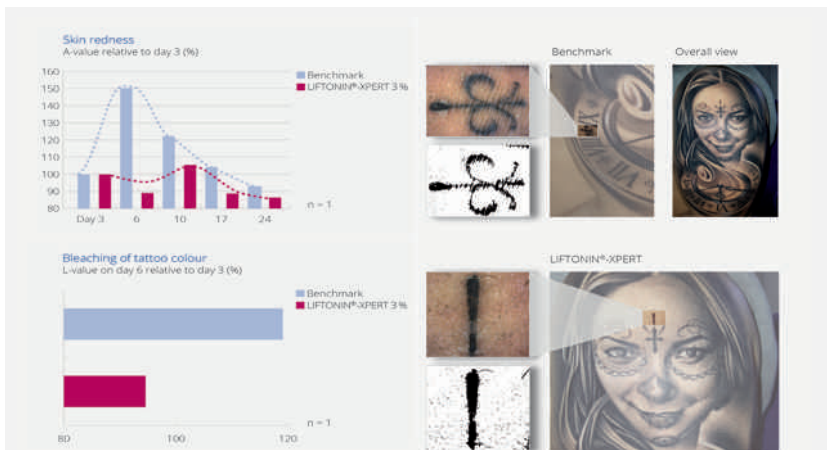 Skin redness
A-value relative to day 3 (%)
160
150
140
130
120
110
100
90
80
Day 3 6 10 17 24
Benchmark
LIFTONIN®-XPERT 3 %
n = 1
Benchmark
Overall view
Bleaching of tattoo colour
L-value on day 6 relative to day 3 (%)
Benchmark
LIFTONIN®-XPERT 3 %
80 100 120
n = 1
LIFTONIN®-XPERT